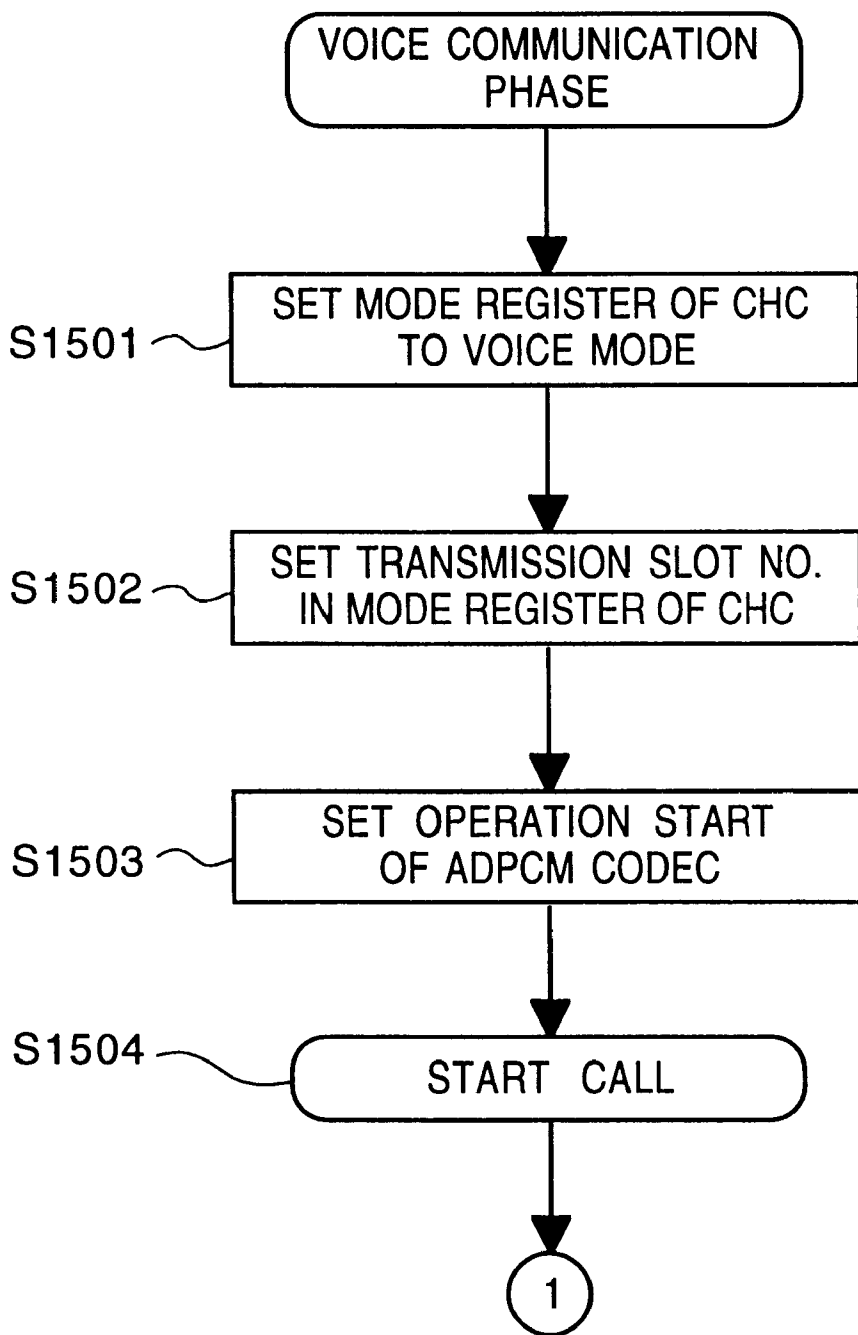 VOICE COMMUNICATION
PHASE
S1501
SET MODE REGISTER OF CHC
TO VOICE MODE
S1502
SET TRANSMISSION SLOT NO.
IN MODE REGISTER OF CHC
S1503
SET OPERATION START
OF ADPCM CODEC
S1504
START CALL
1